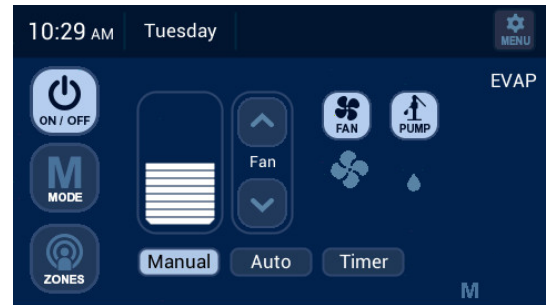 10:29 AM Tuesday
MENU
EVAP
ON / OFF
FAN PUMP
Fan
M
MODE
Manual Auto Timer
ZONES
M